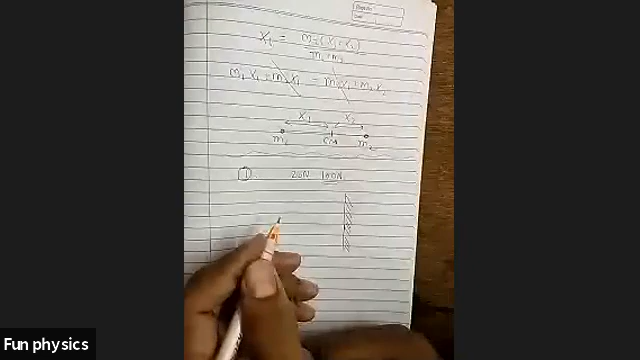 x₁ = m₂(x₁+x₂) / m₁+m₂
m₁x₁ + m₂x₁ = m₂x₁ + m₂x₂
x₁ x₂
m₁ CM m₂
① 20N 100N
Fun physics